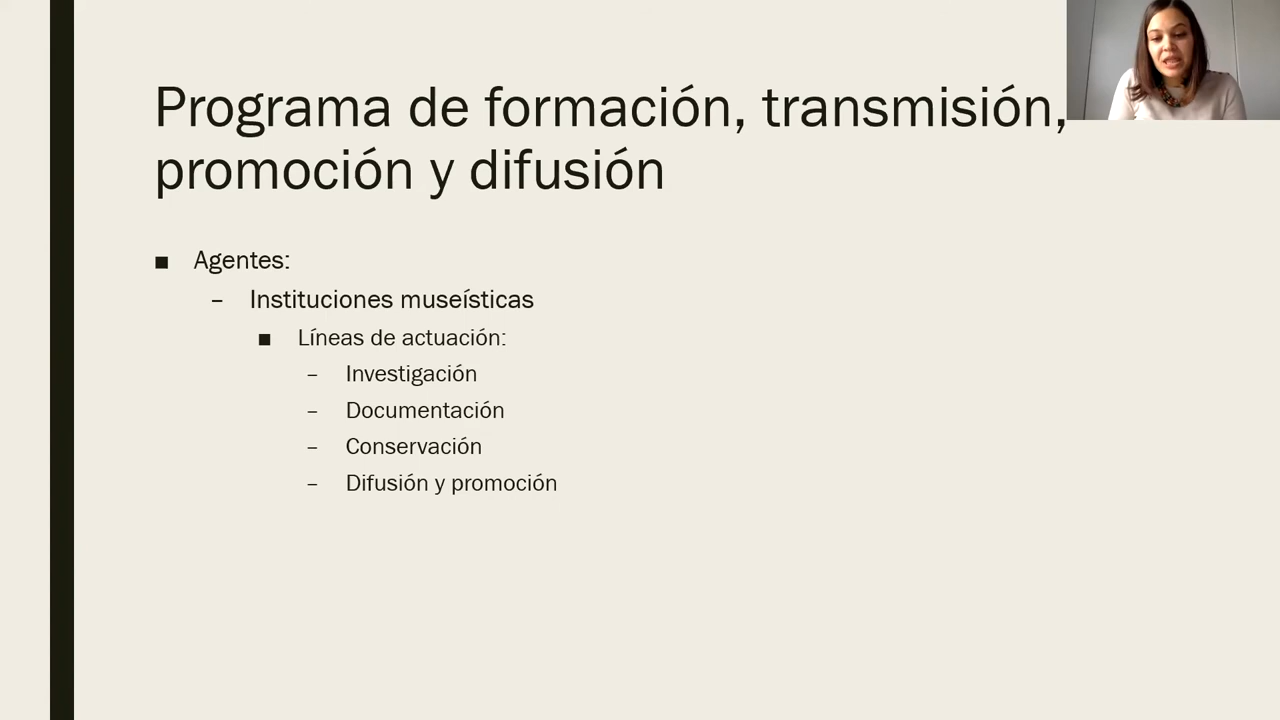 Programa de formación, transmisión,
promoción y difusión
■ Agentes:
– Instituciones museísticas
■ Líneas de actuación:
– Investigación
– Documentación
– Conservación
– Difusión y promoción